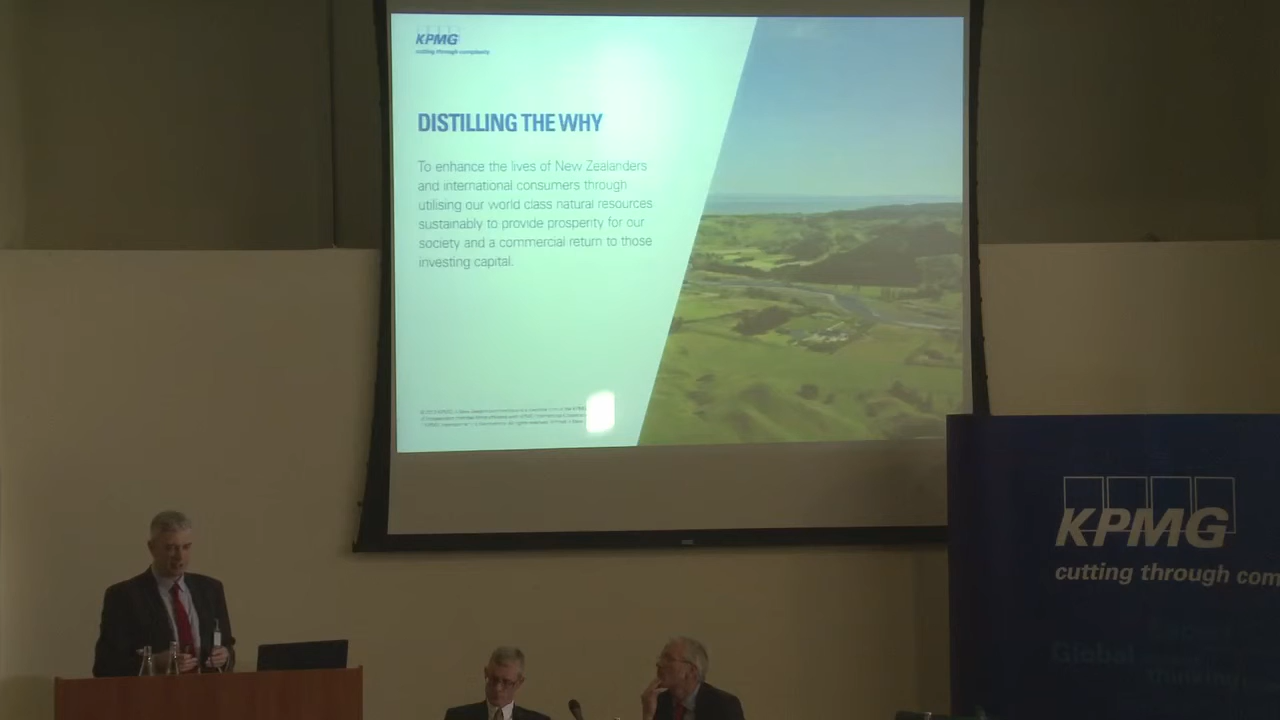 KPMG
cutting through complexity
DISTILLING THE WHY
To enhance the lives of New Zealanders
and international consumers through
utilising our world class natural resources
sustainably to provide prosperity for our
society and a commercial return to those
investing capital.
KPMG
cutting through com
Global